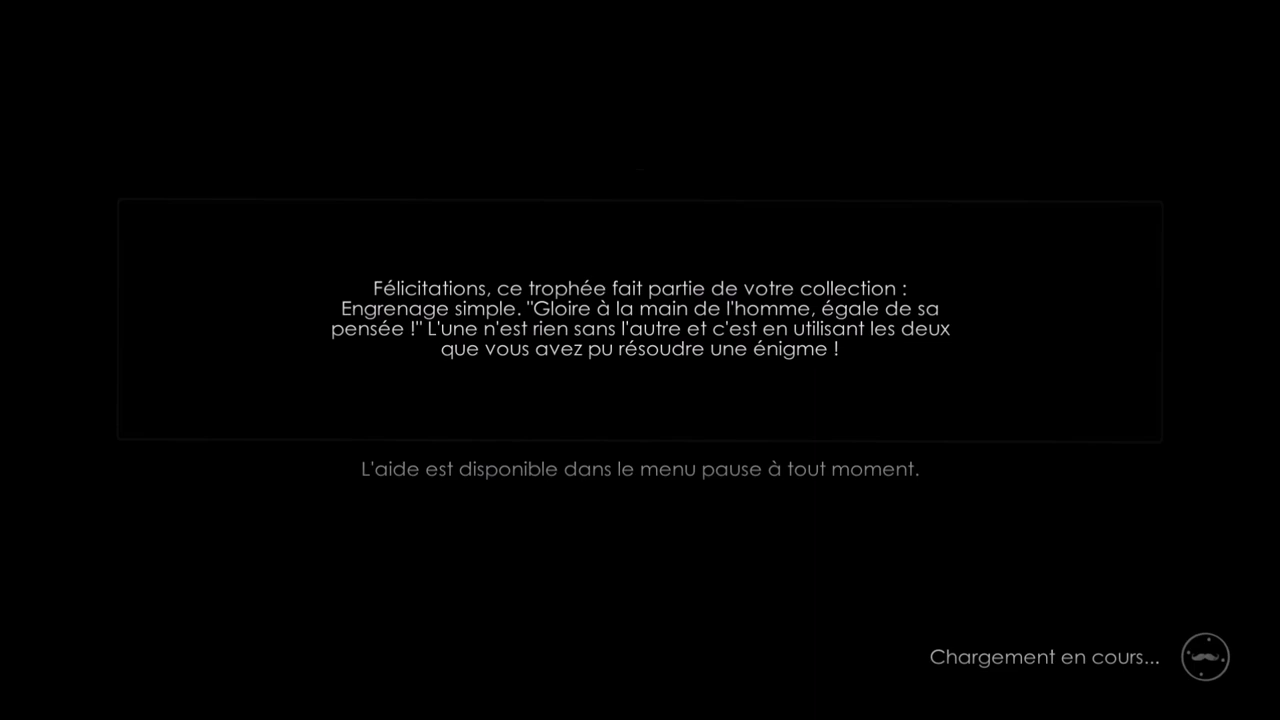 Félicitations, ce trophée fait partie de votre collection :
Engrenage simple. "Gloire à la main de l'homme, égale de sa
pensée !" L'une n'est rien sans l'autre et c'est en utilisant les deux
que vous avez pu résoudre une énigme !
L'aide est disponible dans le menu pause à tout moment.
Chargement en cours...